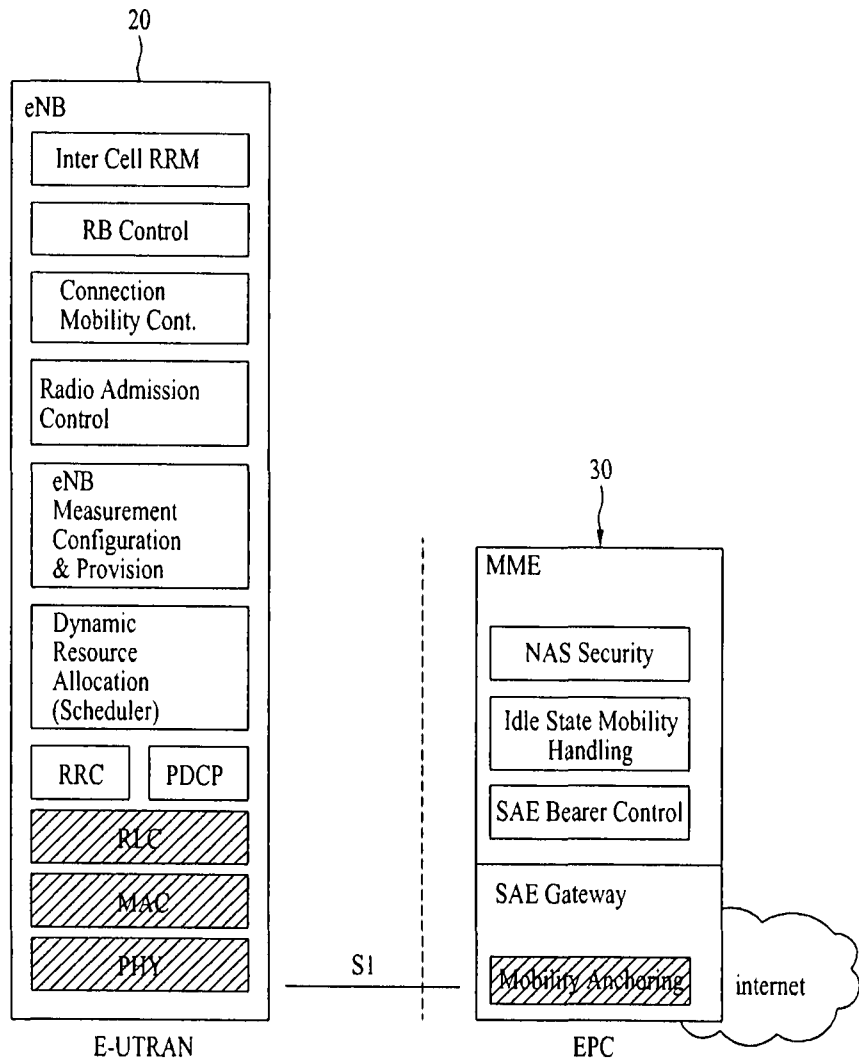 20
eNB
Inter Cell RRM
RB Control
Connection
Mobility Cont.
Radio Admission
Control
eNB
Measurement
Configuration
& Provision
Dynamic
Resource
Allocation
(Scheduler)
RRC
PDCP
RLC
MAC
PHY
E-UTRAN
S1
30
MME
NAS Security
Idle State Mobility
Handling
SAE Bearer Control
SAE Gateway
Mobility Anchoring
internet
EPC